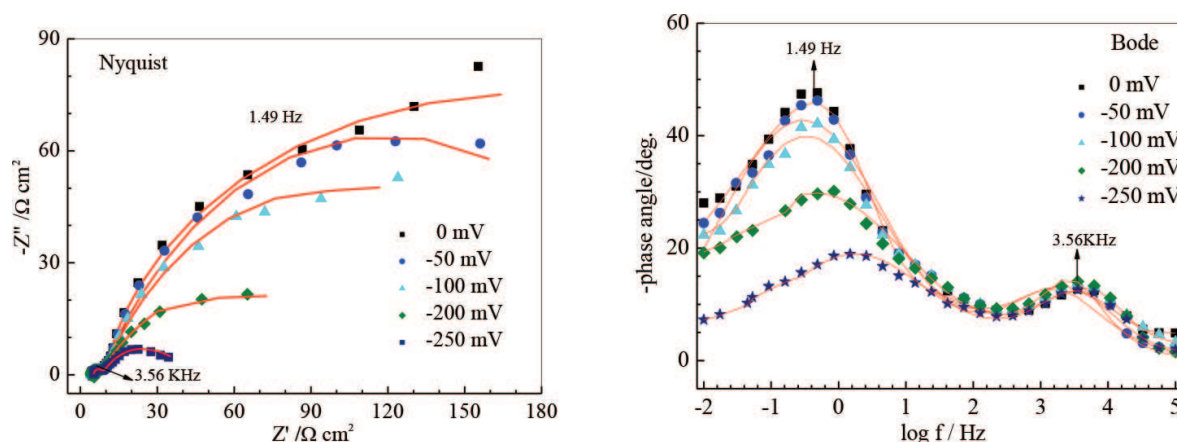 Nyquist
1.49 Hz
3.56 KHz
0 mV
-50 mV
-100 mV
-200 mV
-250 mV
90
60
30
0
0 30 60 90 120 150 180
-Z"/Ω cm²
Z' /Ω cm²
Bode
1.49 Hz
3.56KHz
0 mV
-50 mV
-100 mV
-200 mV
-250 mV
60
40
20
0
-2 -1 0 1 2 3 4 5
-phase angle/deg.
log f / Hz